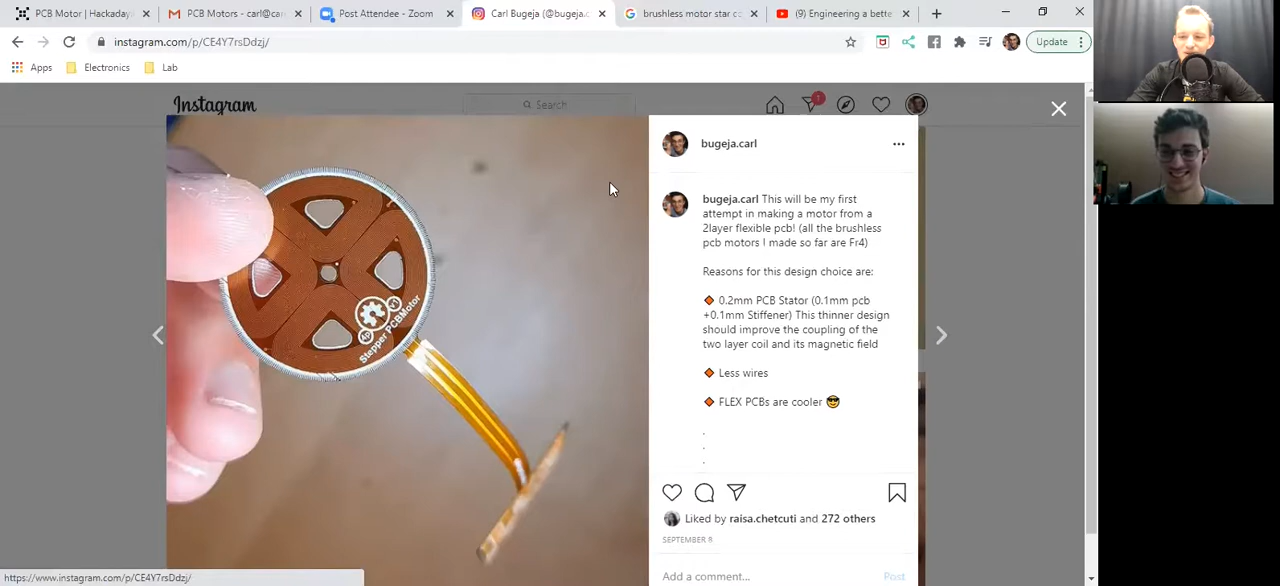 PCB Motor | Hackaday
PCB Motors - carl@car
Post Attendee - Zoom
Carl Bugeja (@bugeja.c
brushless motor star co
(9) Engineering a bette
instagram.com/p/CE4Y7rsDdzj/
Update
Apps
Electronics
Lab
Instagram
Search
1
bugeja.carl
bugeja.carl This will be my first
attempt in making a motor from a
2layer flexible pcb! (all the brushless
pcb motors I made so far are Fr4)
Reasons for this design choice are:
🔸 0.2mm PCB Stator (0.1mm pcb
+0.1mm Stiffener) This thinner design
should improve the coupling of the
two layer coil and its magnetic field
🔸 Less wires
🔸 FLEX PCBs are cooler 😎
.
.
.
4p
V1
Stepper PCBMotor
Liked by raisa.chetcuti and 272 others
SEPTEMBER 8
Add a comment...
Post
https://www.instagram.com/p/CE4Y7rsDdzj/